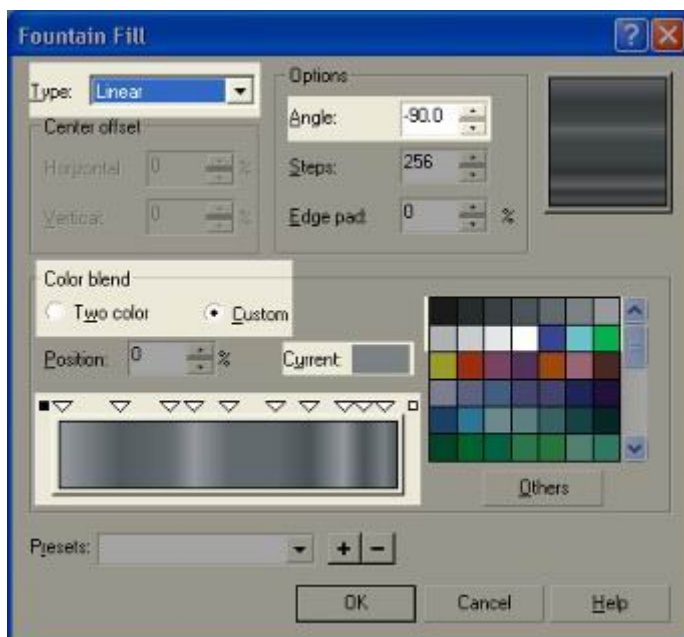 Fountain Fill
Type: Linear
Options
Angle: -90.0
Steps: 256
Edge pad: 0 %
Center offset
Horizontal: 0 %
Vertical: 0 %
Color blend
Two color Custom
Position: 0 % Current:
Others
Presets:
+ −
OK Cancel Help